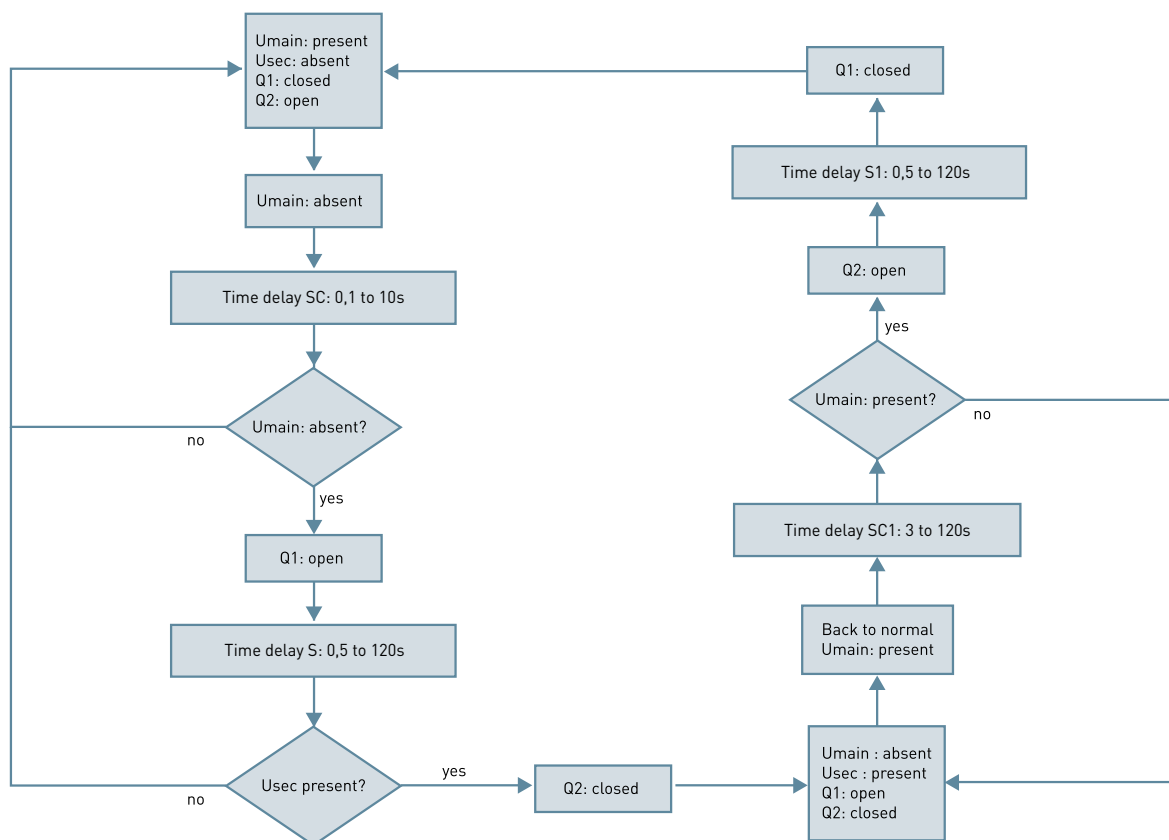 Umain: present
Usec: absent
Q1: closed
Q2: open
Umain: absent
Time delay SC: 0,1 to 10s
Umain: absent?
no
yes
Q1: open
Time delay S: 0,5 to 120s
Usec present?
no
yes
Q2: closed
Umain : absent
Usec : present
Q1: open
Q2: closed
Back to normal
Umain: present
Time delay SC1: 3 to 120s
Umain: present?
no
yes
Q2: open
Time delay S1: 0,5 to 120s
Q1: closed